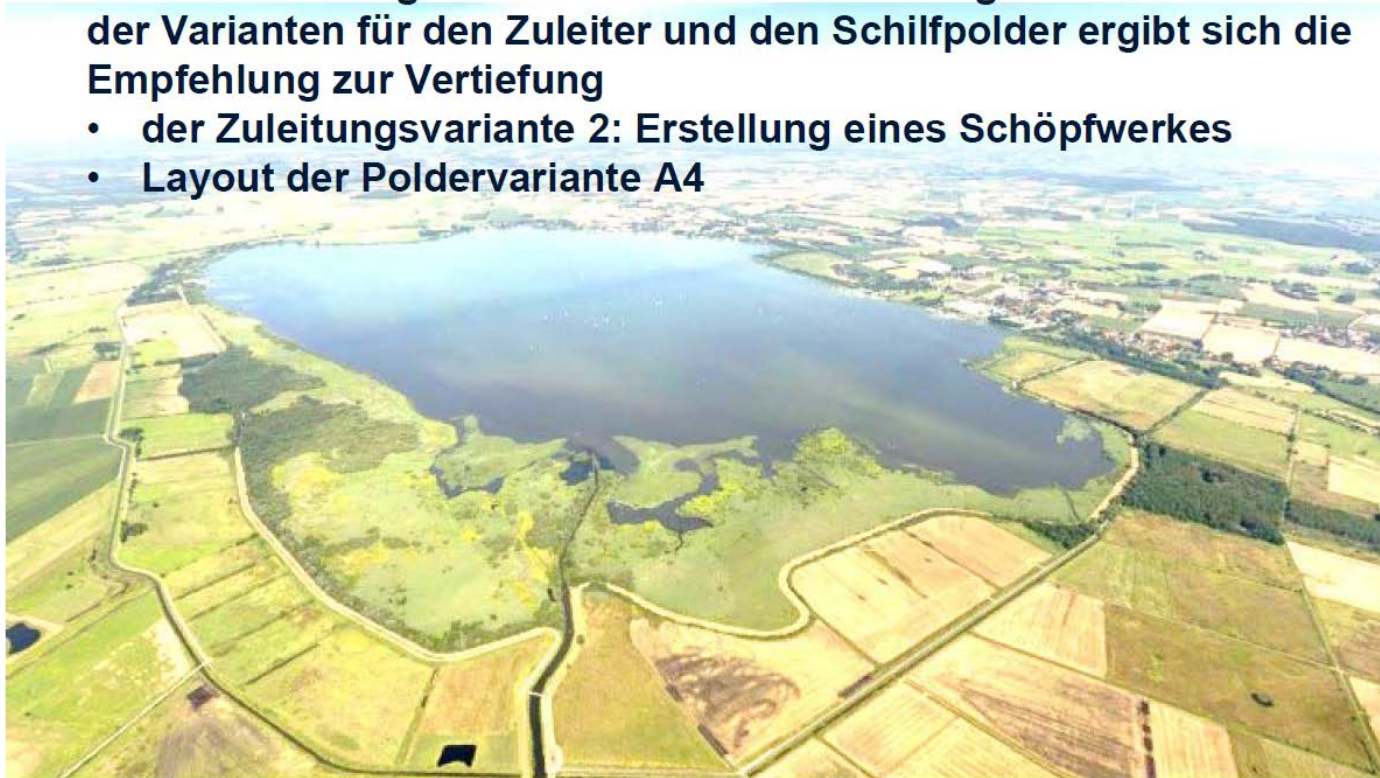 der Varianten für den Zuleiter und den Schilfpolder ergibt sich die
Empfehlung zur Vertiefung
• der Zuleitungsvariante 2: Erstellung eines Schöpfwerkes
• Layout der Poldervariante A4